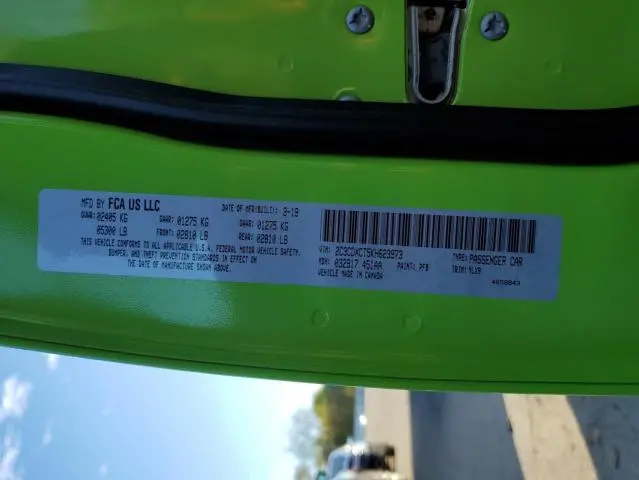 MFD BY FCA US LLC
DATE OF MFR(BUILT): 3-19
GVWR: 02405 KG
GAWR: 01275 KG
GAWR: 01275 KG
05300 LB
FRONT: 02810 LB
REAR: 02810 LB
THIS VEHICLE CONFORMS TO ALL APPLICABLE U.S.A. FEDERAL MOTOR VEHICLE SAFETY,
BUMPER, AND THEFT PREVENTION STANDARDS IN EFFECT ON
THE DATE OF MANUFACTURE SHOWN ABOVE.
VIN: 2C3CDXCT5KH623973
TYPE: PASSENGER CAR
MDH: 032917 451AA
PAINT: PFB
TRIM: MLX9
VEHICLE MADE IN CANADA